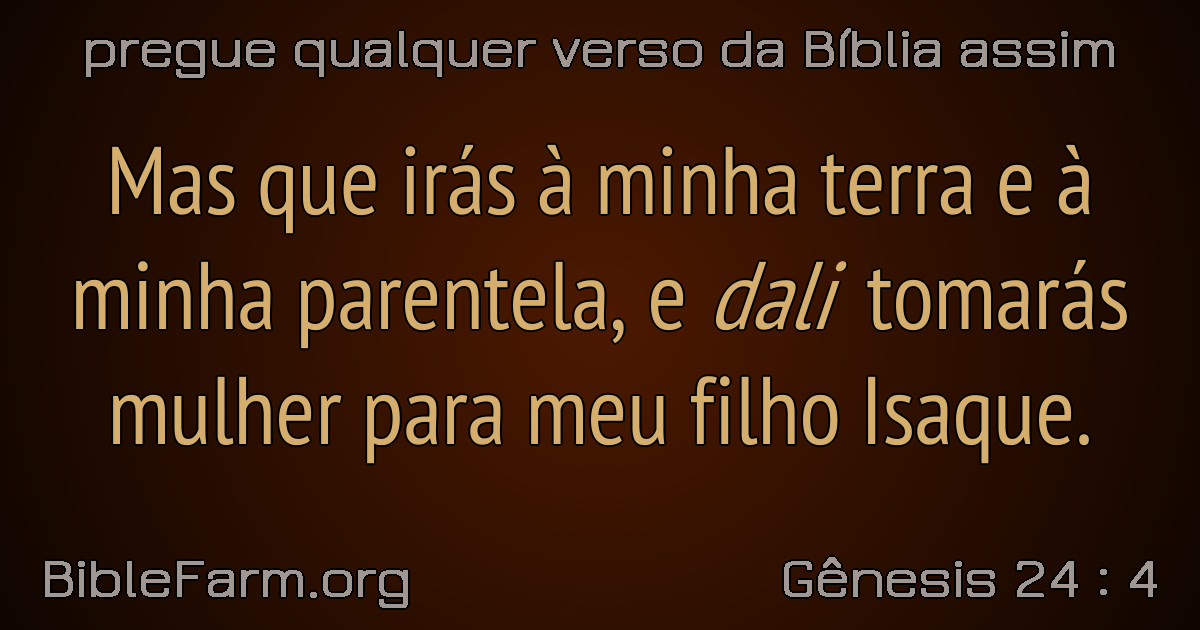 pregue qualquer verso da Bíblia assim
Mas que irás à minha terra e à
minha parentela, e dali tomarás
mulher para meu filho Isaque.
BibleFarm.org
Gênesis 24 : 4